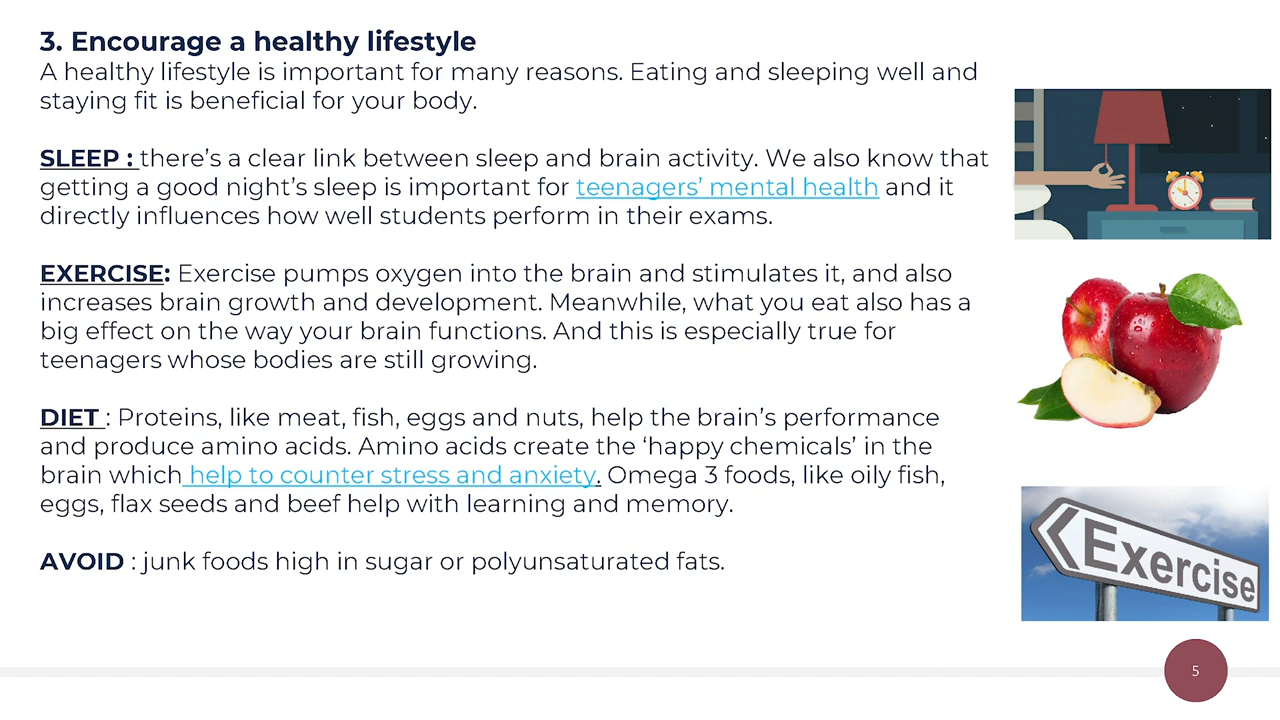 3. Encourage a healthy lifestyle
A healthy lifestyle is important for many reasons. Eating and sleeping well and
staying fit is beneficial for your body.
SLEEP : there’s a clear link between sleep and brain activity. We also know that
getting a good night’s sleep is important for teenagers’ mental health and it
directly influences how well students perform in their exams.
EXERCISE: Exercise pumps oxygen into the brain and stimulates it, and also
increases brain growth and development. Meanwhile, what you eat also has a
big effect on the way your brain functions. And this is especially true for
teenagers whose bodies are still growing.
DIET : Proteins, like meat, fish, eggs and nuts, help the brain’s performance
and produce amino acids. Amino acids create the ‘happy chemicals’ in the
brain which help to counter stress and anxiety. Omega 3 foods, like oily fish,
eggs, flax seeds and beef help with learning and memory.
AVOID : junk foods high in sugar or polyunsaturated fats.
Exercise
5